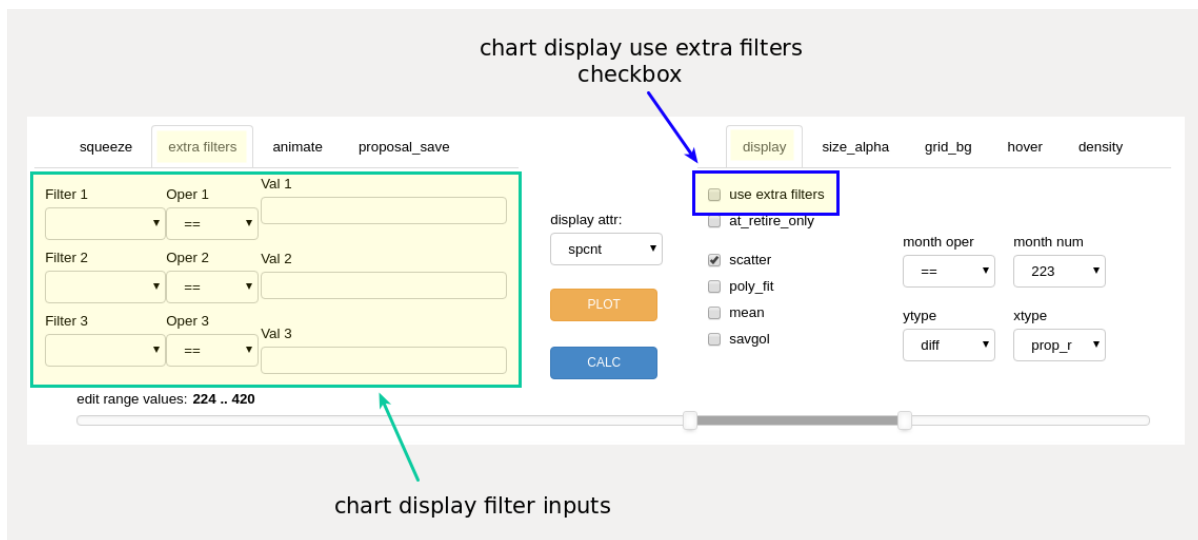 chart display use extra filters
checkbox
squeeze extra filters animate proposal_save
display size_alpha grid_bg hover density
Filter 1 Oper 1 Val 1
==
Filter 2 Oper 2 Val 2
==
Filter 3 Oper 3 Val 3
==
display attr:
spcnt
PLOT
CALC
use extra filters
at_retire_only
scatter
poly_fit
mean
savgol
month oper month num
== 223
ytype xtype
diff prop_r
edit range values: 224 .. 420
chart display filter inputs